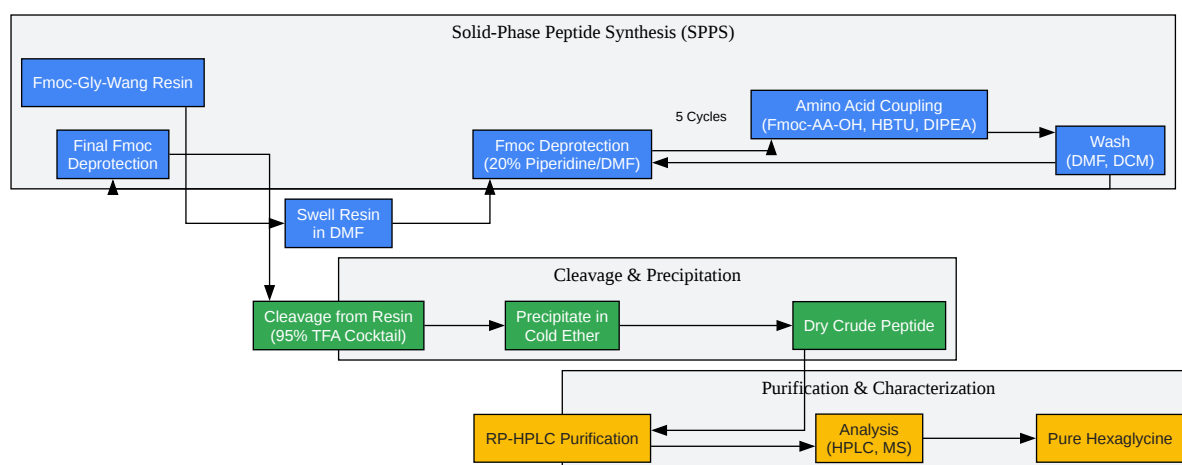 Solid-Phase Peptide Synthesis (SPPS)
Fmoc-Gly-Wang Resin
Final Fmoc
Deprotection
Fmoc Deprotection
(20% Piperidine/DMF)
5 Cycles
Amino Acid Coupling
(Fmoc-AA-OH, HBTU, DIPEA)
Wash
(DMF, DCM)
Swell Resin
in DMF
Cleavage & Precipitation
Cleavage from Resin
(95% TFA Cocktail)
Precipitate in
Cold Ether
Dry Crude Peptide
Purification & Characterization
RP-HPLC Purification
Analysis
(HPLC, MS)
Pure Hexaglycine